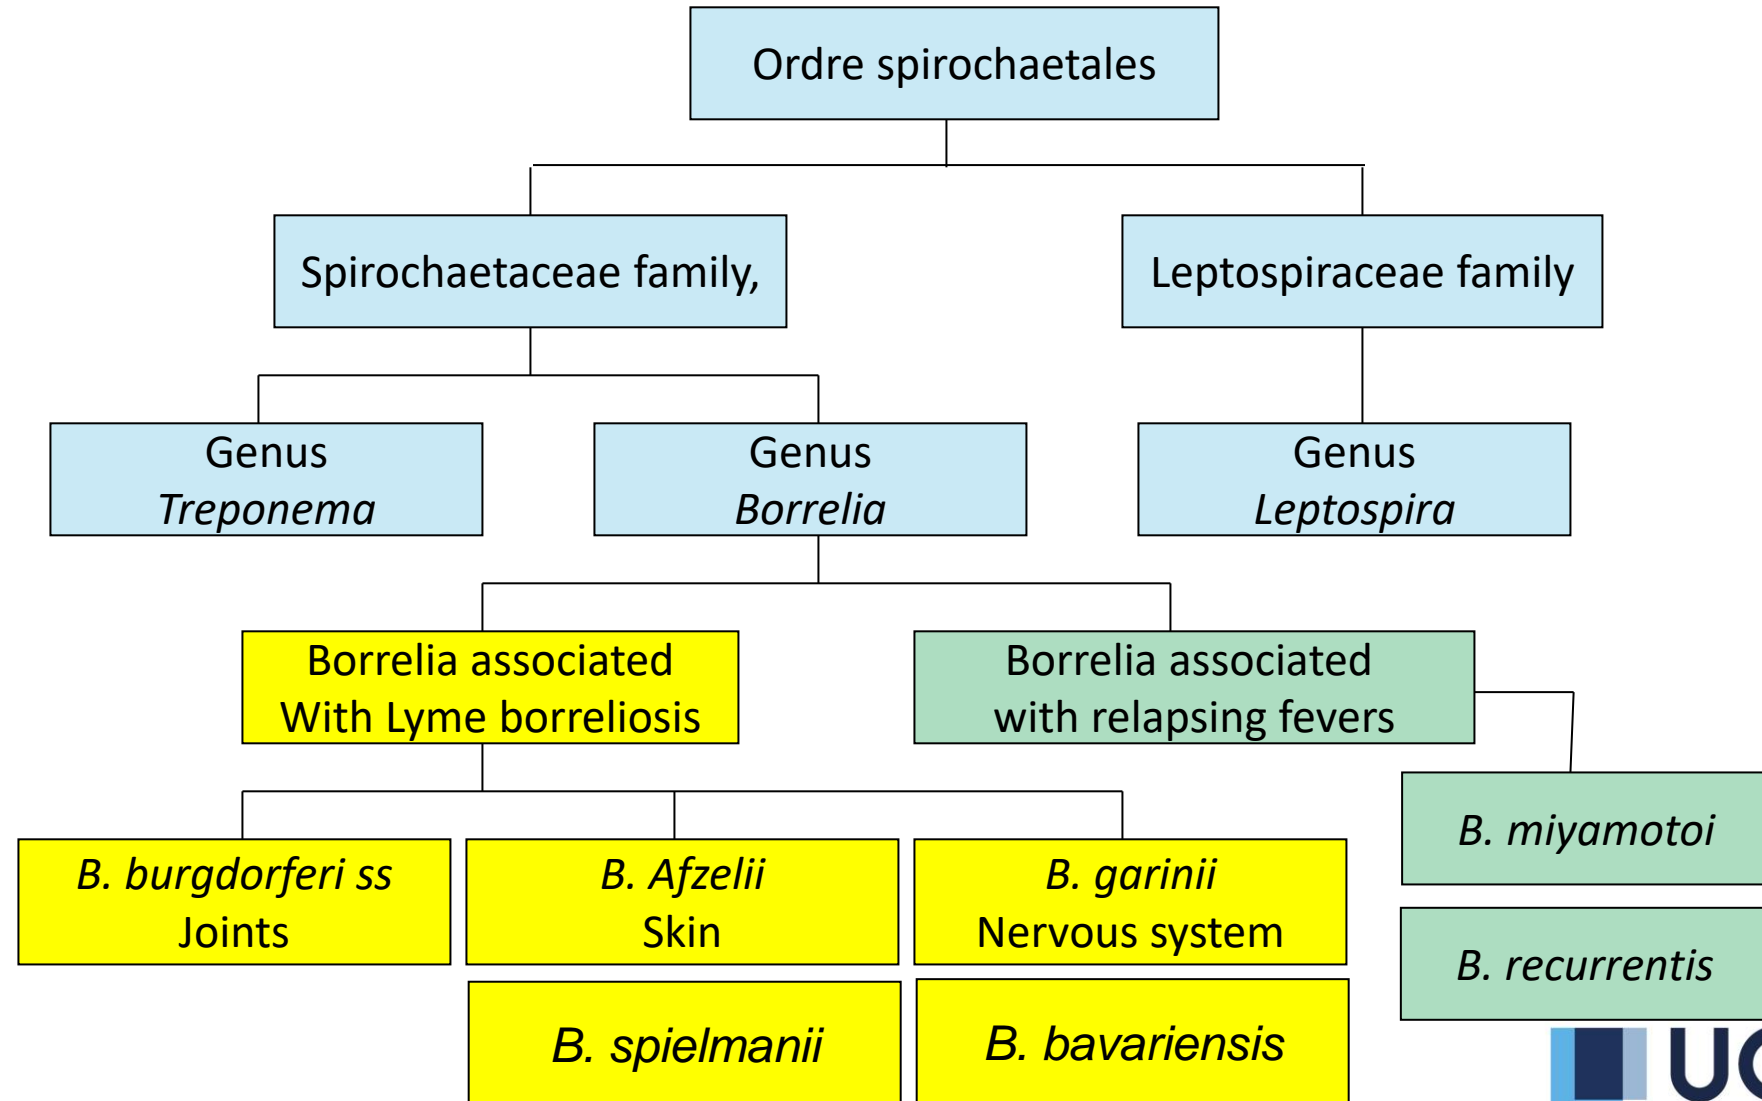 Ordre spirochaetales
Spirochaetaceae family,
Leptospiraceae family
Genus
Treponema
Genus
Borrelia
Genus
Leptospira
Borrelia associated
With Lyme borreliosis
Borrelia associated
with relapsing fevers
B. burgdorferi ss
Joints
B. Afzelii
Skin
B. garinii
Nervous system
B. miyamotoi
B. recurrentis
B. spielmanii
B. bavariensis